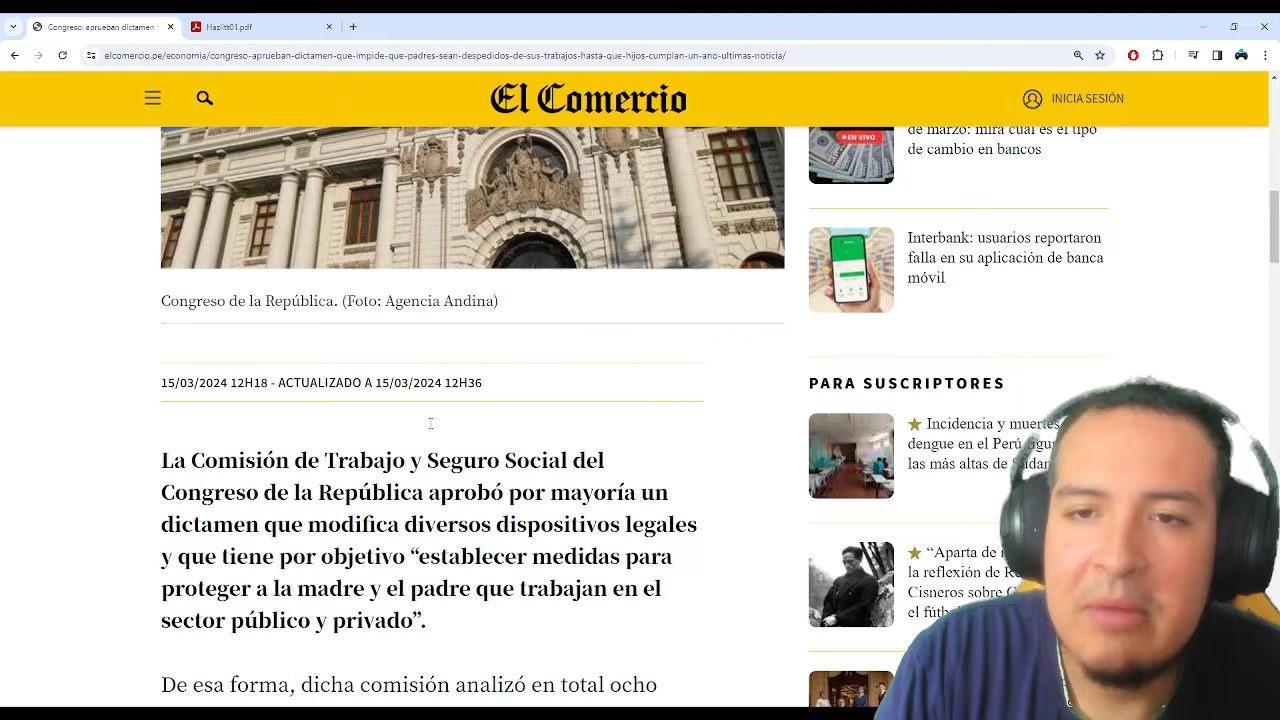 Congreso: aprueban dictamen
Hazlitt01.pdf
elcomercio.pe/economia/congreso-aprueban-dictamen-que-impide-que-padres-sean-despedidos-de-sus-trabajos-hasta-que-hijos-cumplan-un-ano-ultimas-noticia/
El Comercio
INICIA SESIÓN
Congreso de la República. (Foto: Agencia Andina)
15/03/2024 12H18 - ACTUALIZADO A 15/03/2024 12H36
La Comisión de Trabajo y Seguro Social del
Congreso de la República aprobó por mayoría un
dictamen que modifica diversos dispositivos legales
y que tiene por objetivo “establecer medidas para
proteger a la madre y el padre que trabajan en el
sector público y privado”.
De esa forma, dicha comisión analizó en total ocho
EN VIVO
de marzo: mira cuál es el tipo
de cambio en bancos
Interbank: usuarios reportaron
falla en su aplicación de banca
móvil
PARA SUSCRIPTORES
Incidencia y muertes
dengue en el Perú
las más altas de
“Aparta de
la reflexión de
Cisneros sobre
el